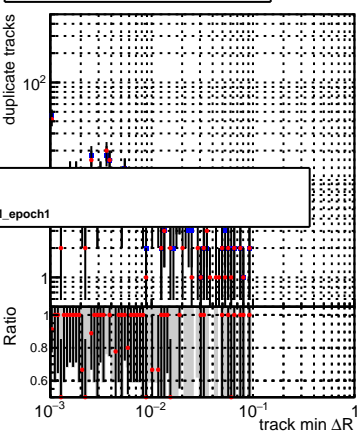 duplicate tracks
10²
l_epoch1
1
Ratio
1
0.8
0.6
10⁻³ 10⁻² 10⁻¹ 1
track min ΔR